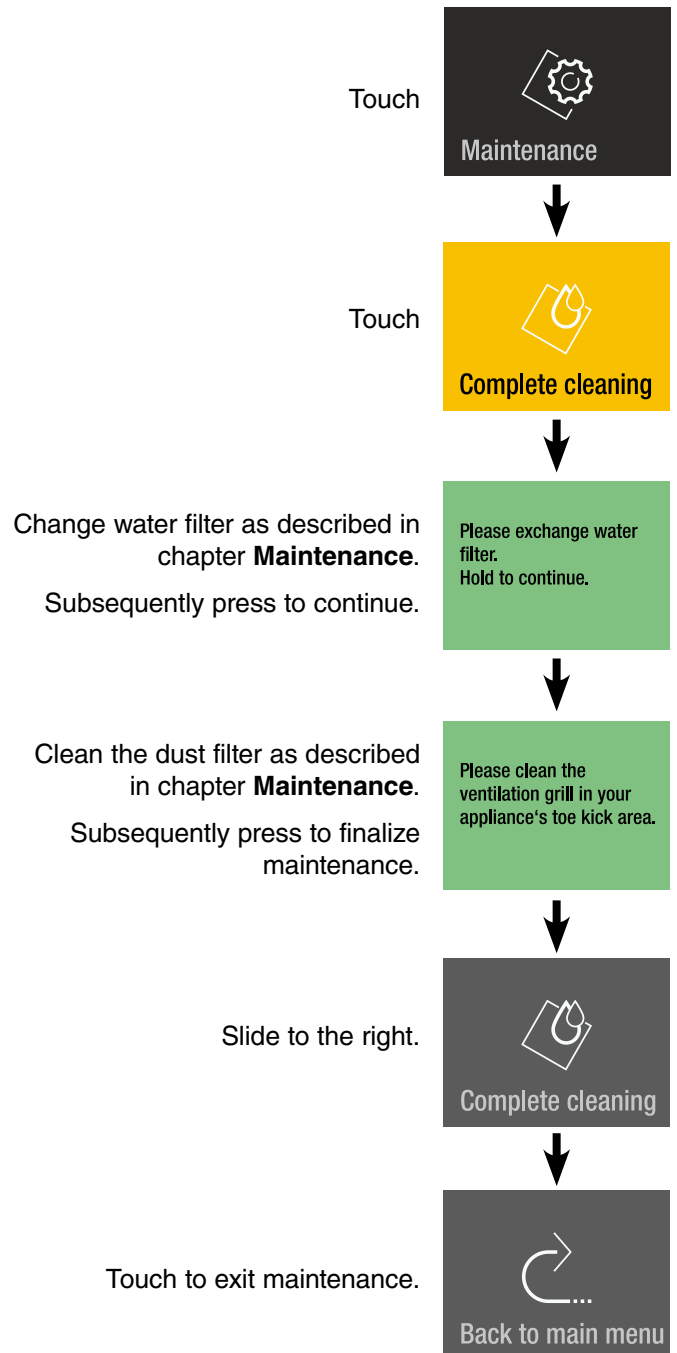 Touch
Maintenance
Touch
Complete cleaning
Change water filter as described in
chapter Maintenance.
Subsequently press to continue.
Please exchange water
filter.
Hold to continue.
Clean the dust filter as described
in chapter Maintenance.
Subsequently press to finalize
maintenance.
Please clean the
ventilation grill in your
appliance‘s toe kick area.
Slide to the right.
Complete cleaning
Touch to exit maintenance.
Back to main menu